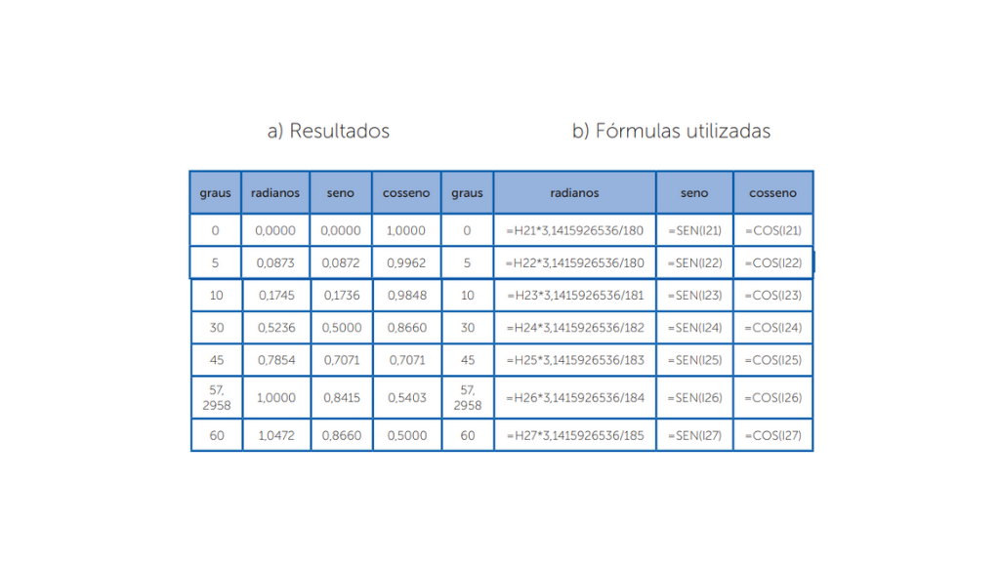 a) Resultados b) Fórmulas utilizadas
graus radianos seno cosseno graus radianos seno cosseno
0 0,0000 0,0000 1,0000 0 =H21*3,1415926536/180 =SEN(I21) =COS(I21)
5 0,0873 0,0872 0,9962 5 =H22*3,1415926536/180 =SEN(I22) =COS(I22)
10 0,1745 0,1736 0,9848 10 =H23*3,1415926536/181 =SEN(I23) =COS(I23)
30 0,5236 0,5000 0,8660 30 =H24*3,1415926536/182 =SEN(I24) =COS(I24)
45 0,7854 0,7071 0,7071 45 =H25*3,1415926536/183 =SEN(I25) =COS(I25)
57,
2958 1,0000 0,8415 0,5403 57,
2958 =H26*3,1415926536/184 =SEN(I26) =COS(I26)
60 1,0472 0,8660 0,5000 60 =H27*3,1415926536/185 =SEN(I27) =COS(I27)